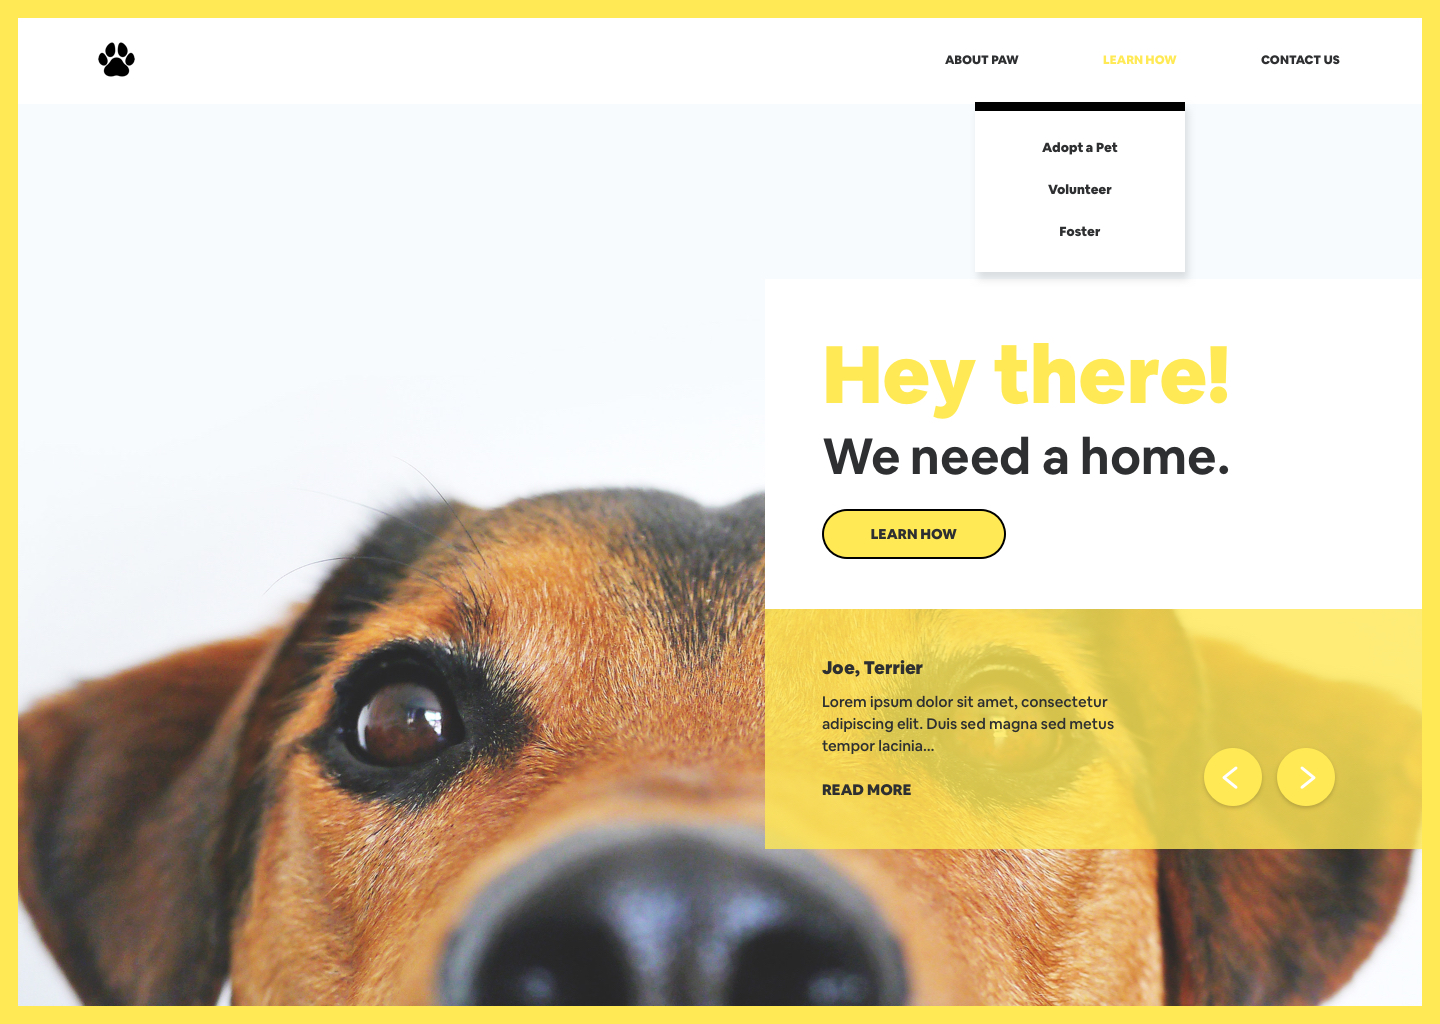 ABOUT PAW
LEARN HOW
CONTACT US
Adopt a Pet
Volunteer
Foster
Hey there!
We need a home.
LEARN HOW
Joe, Terrier
Lorem ipsum dolor sit amet, consectetur
adipiscing elit. Duis sed magna sed metus
tempor lacinia...
READ MORE